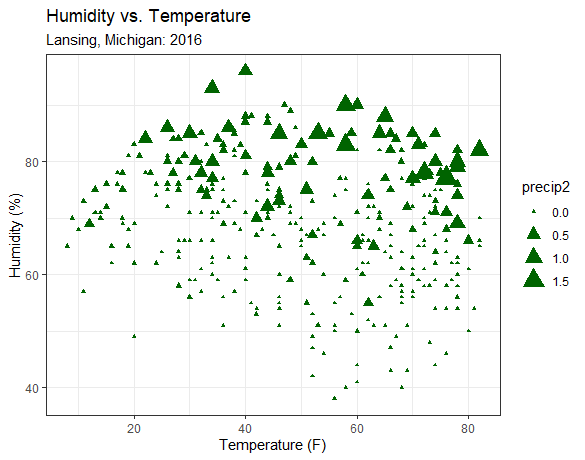 Humidity vs. Temperature
Lansing, Michigan: 2016
Humidity (%)
80
60
40
20
40
60
80
Temperature (F)
precip2
0.0
0.5
1.0
1.5